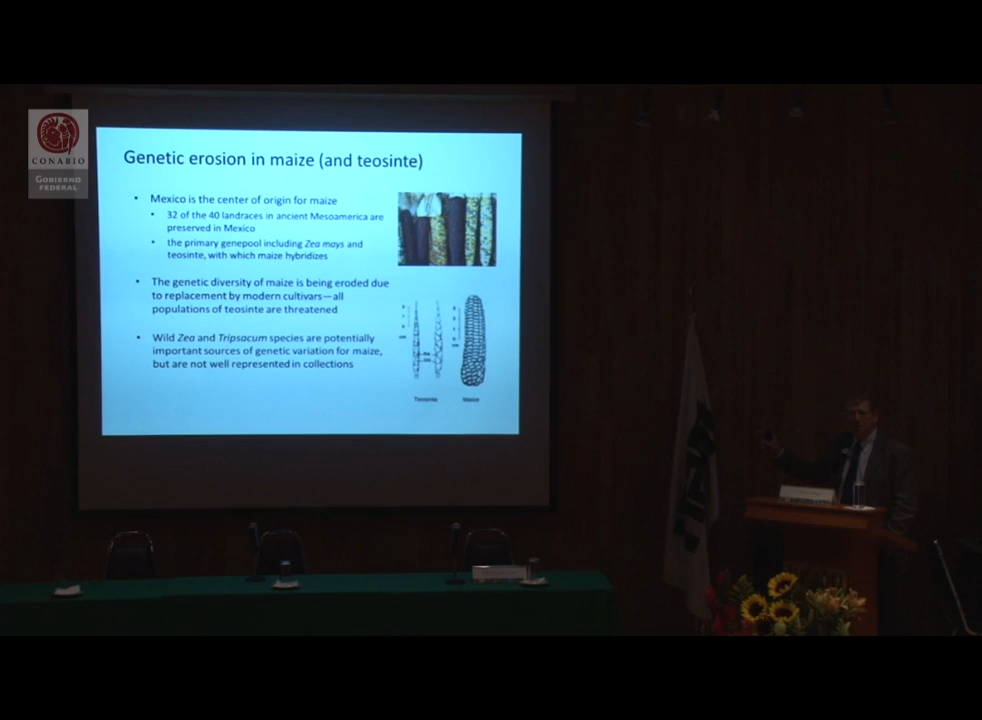 CONABIO
GOBIERNO
FEDERAL
Genetic erosion in maize (and teosinte)
• Mexico is the center of origin for maize
• 32 of the 40 landraces in ancient Mesoamerica are
preserved in Mexico
• the primary genepool including Zea mays and
teosinte, with which maize hybridizes
• The genetic diversity of maize is being eroded due
to replacement by modern cultivars—all
populations of teosinte are threatened
• Wild Zea and Tripsacum species are potentially
important sources of genetic variation for maize,
but are not well represented in collections
Teosinte Maize